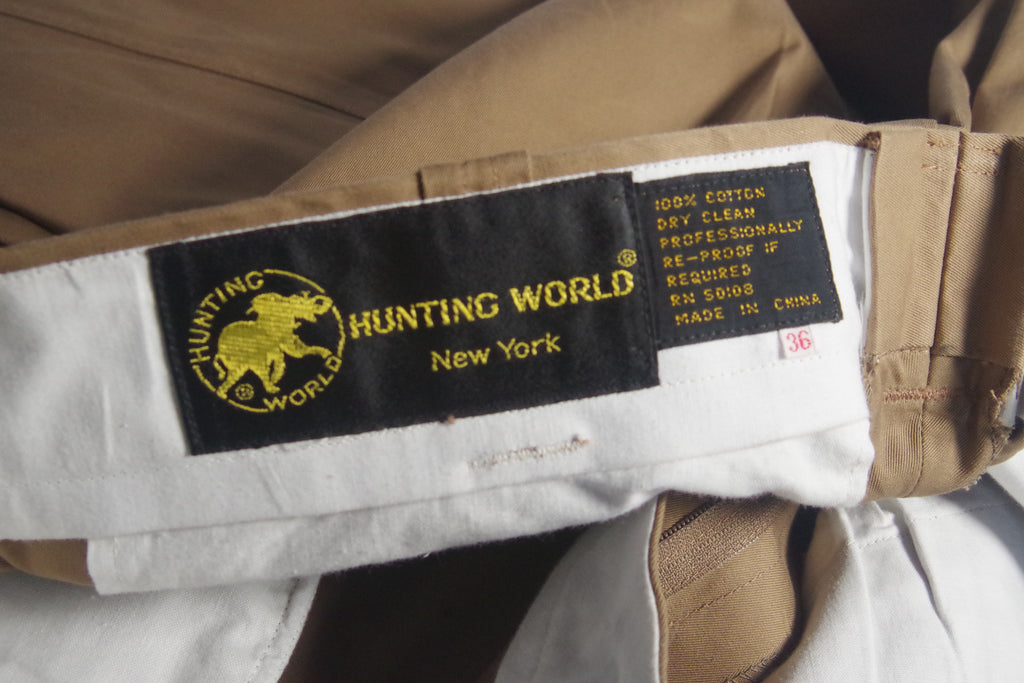 HUNTING
WORLD
HUNTING WORLD®
New York
100% COTTON
DRY CLEAN
PROFESSIONALLY
RE-PROOF IF
REQUIRED
RN 50108
MADE IN CHINA
36